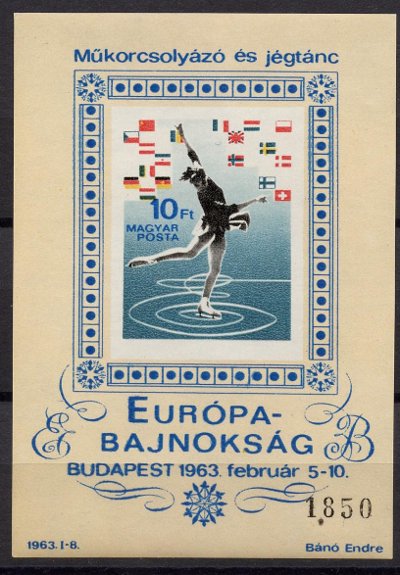 Műkorcsolyázó és jégtánc
10 Ft
MAGYAR
POSTA
EURÓPA-
BAJNOKSÁG
E B
BUDAPEST 1963. február 5-10.
1850
1963. I-8.
Bánó Endre